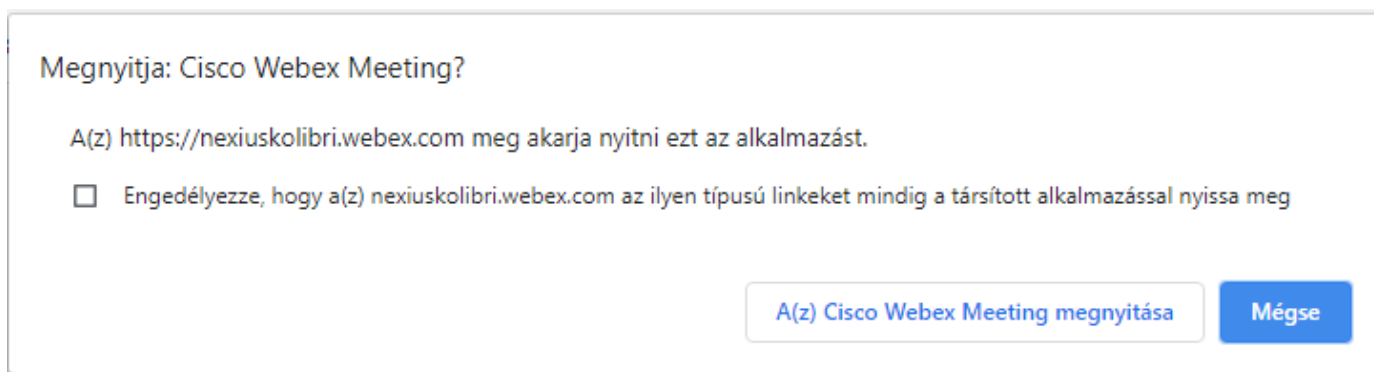 Megnyitja: Cisco Webex Meeting?
A(z) https://nexiuskolibri.webex.com meg akarja nyitni ezt az alkalmazást.
Engedélyezze, hogy a(z) nexiuskolibri.webex.com az ilyen típusú linkeket mindig a társított alkalmazással nyissa meg
A(z) Cisco Webex Meeting megnyitása
Mégse